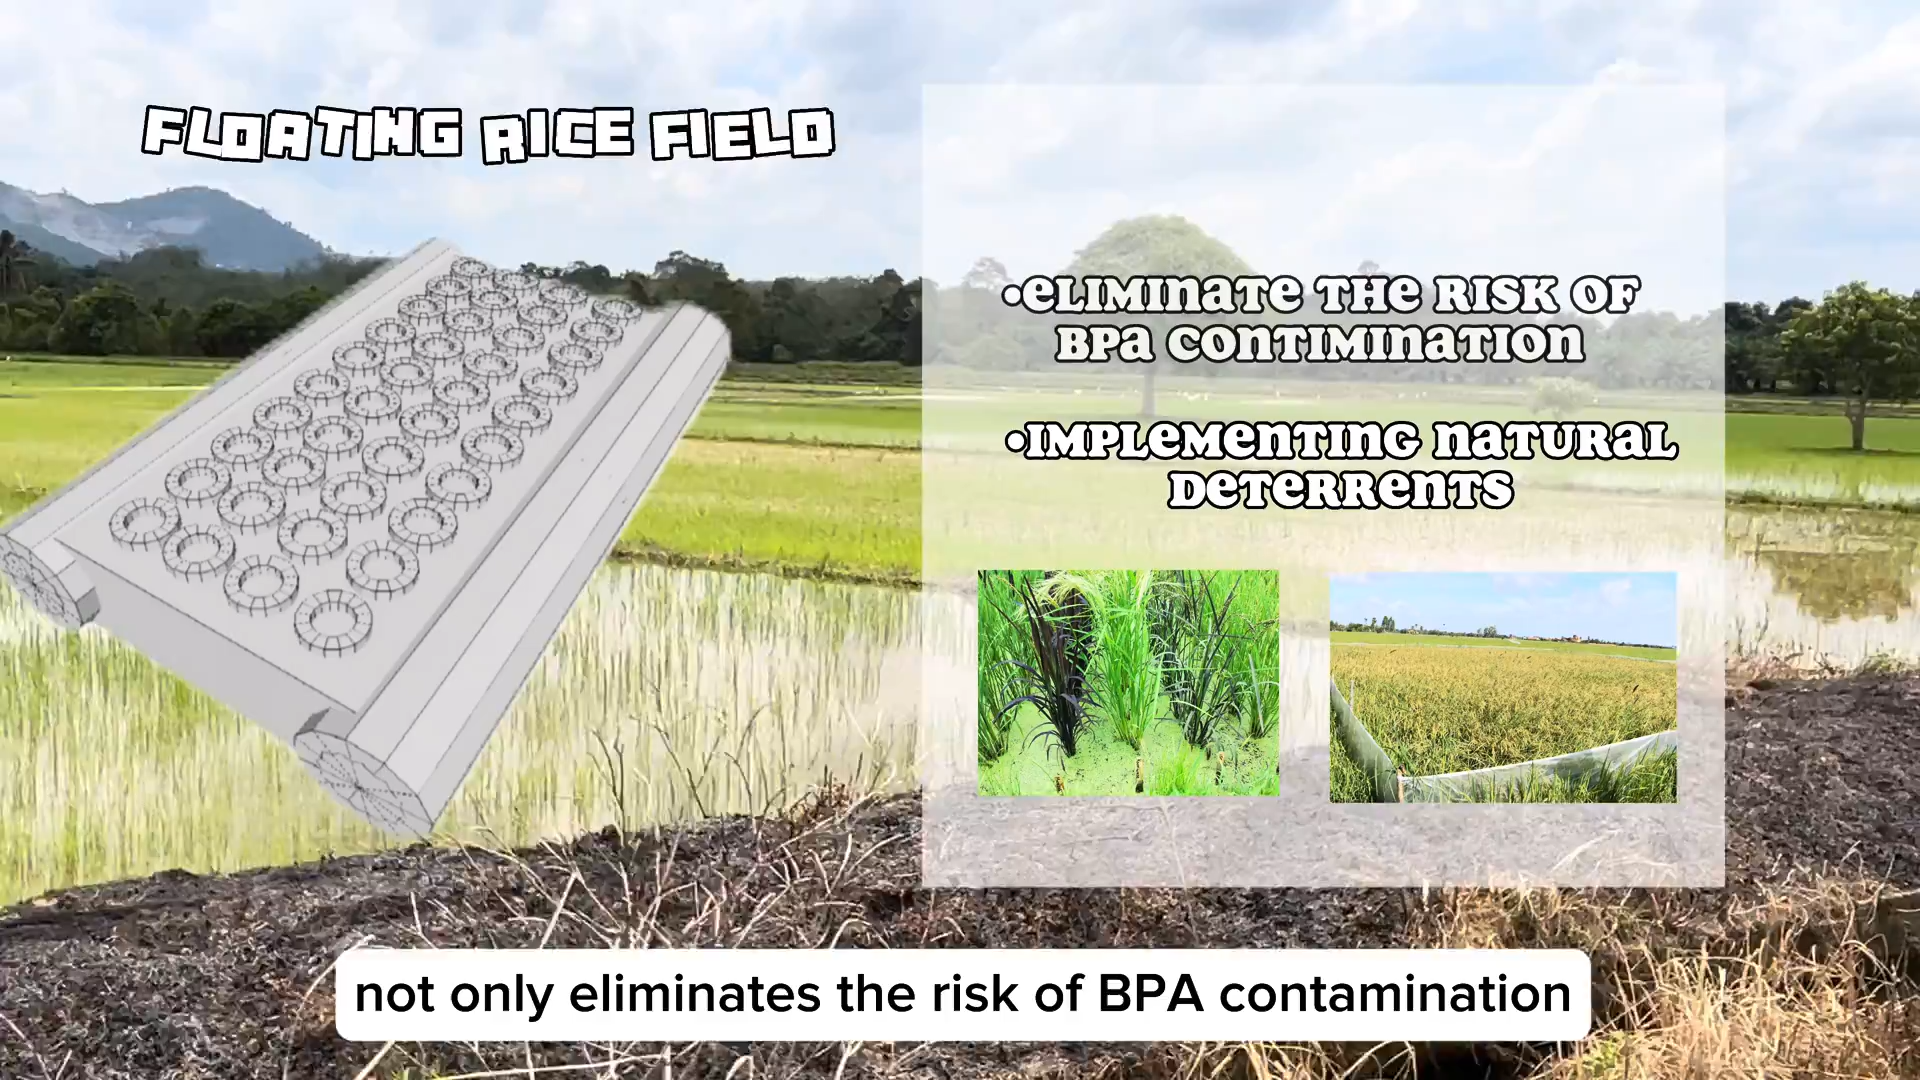 FLOATING RICE FIELD
•eLIMInaTe THe RISK OF
BPa COnTIMInaTIOn
•IMPLeMenTInG naTURaL
DeTeRRenTS
not only eliminates the risk of BPA contamination